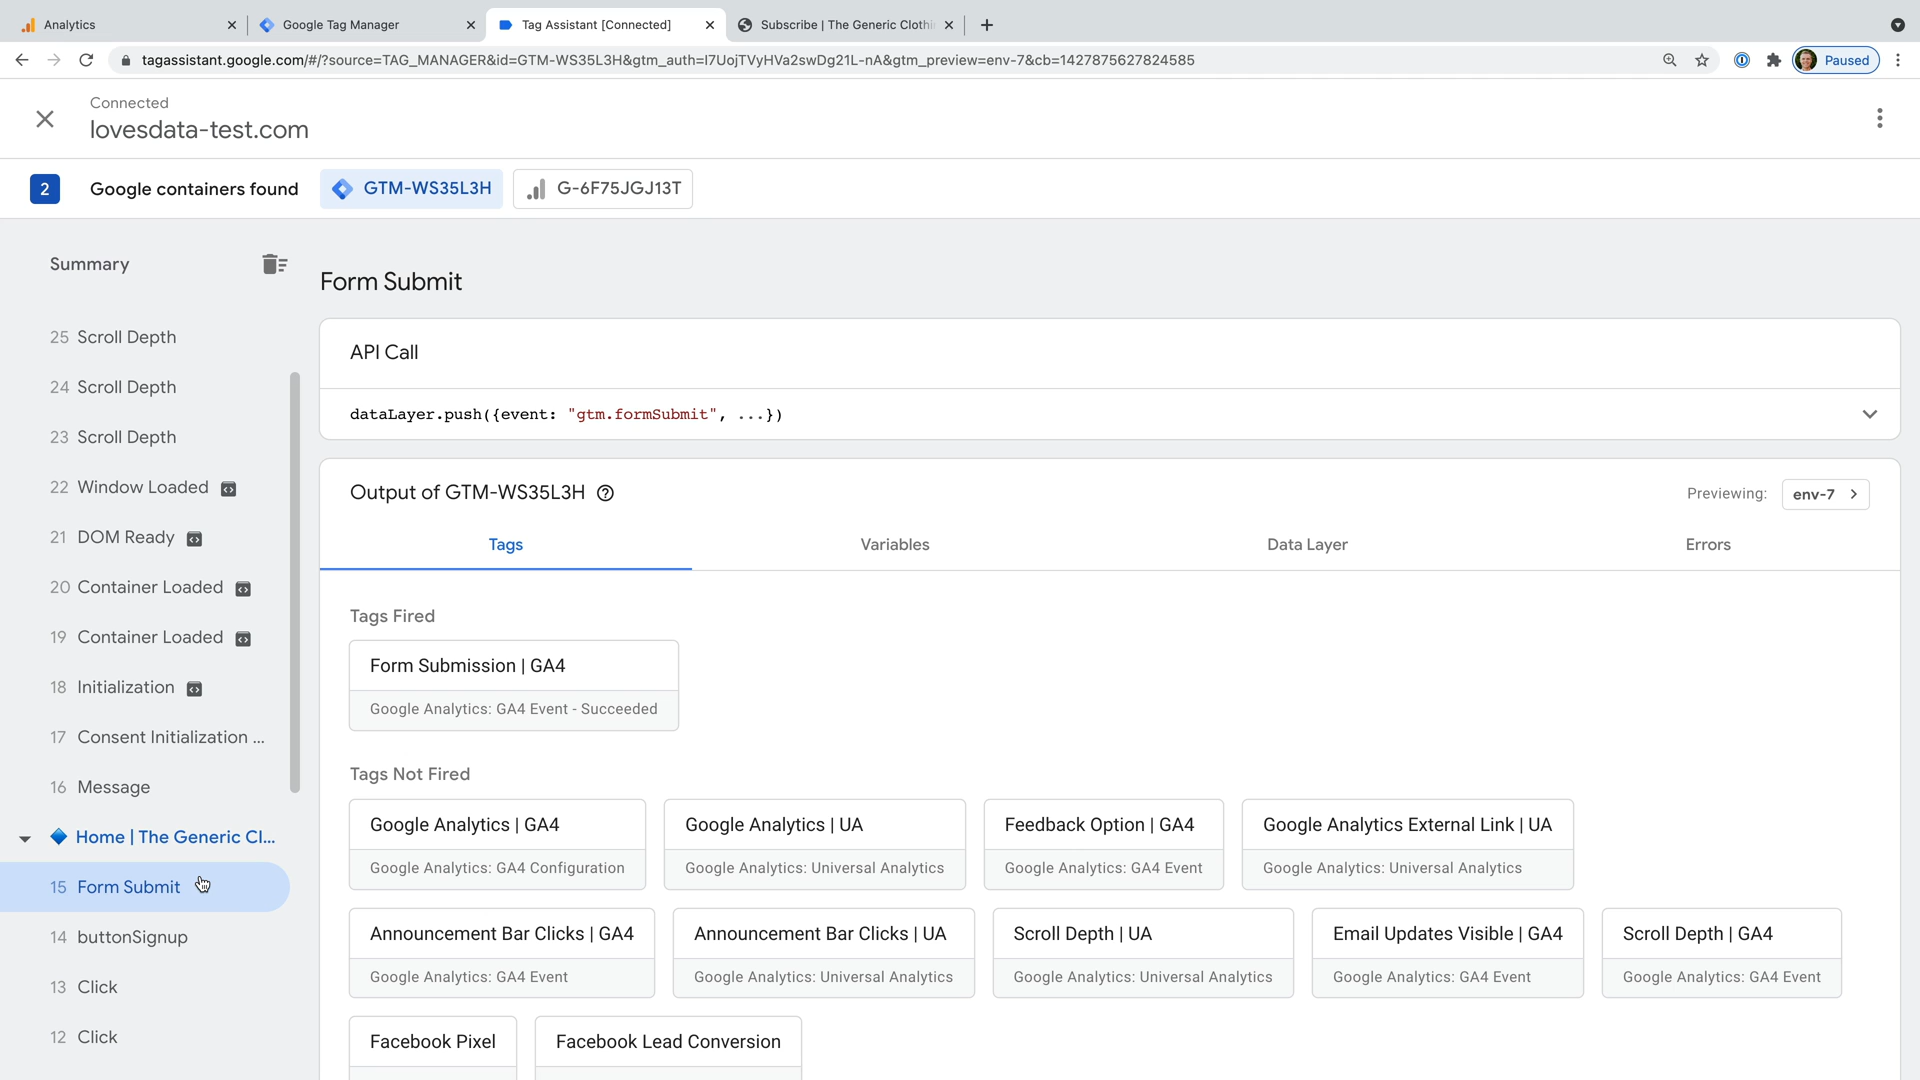 Analytics
Google Tag Manager
Tag Assistant [Connected]
Subscribe | The Generic Clothi
tagassistant.google.com/#/?source=TAG_MANAGER&id=GTM-WS35L3H&gtm_auth=I7UojTVyHVa2swDg21L-nA&gtm_preview=env-7&cb=1427875627824585
Paused
Connected
lovesdata-test.com
2 Google containers found GTM-WS35L3H G-6F75JGJ13T
Summary
25 Scroll Depth
24 Scroll Depth
23 Scroll Depth
22 Window Loaded
21 DOM Ready
20 Container Loaded
19 Container Loaded
18 Initialization
17 Consent Initialization ...
16 Message
Home | The Generic Cl...
15 Form Submit
14 buttonSignup
13 Click
12 Click
Form Submit
API Call
dataLayer.push({event: "gtm.formSubmit", ...})
Output of GTM-WS35L3H
Previewing: env-7
Tags Variables Data Layer Errors
Tags Fired
Form Submission | GA4
Google Analytics: GA4 Event - Succeeded
Tags Not Fired
Google Analytics | GA4
Google Analytics: GA4 Configuration
Google Analytics | UA
Google Analytics: Universal Analytics
Feedback Option | GA4
Google Analytics: GA4 Event
Google Analytics External Link | UA
Google Analytics: Universal Analytics
Announcement Bar Clicks | GA4
Google Analytics: GA4 Event
Announcement Bar Clicks | UA
Google Analytics: Universal Analytics
Scroll Depth | UA
Google Analytics: Universal Analytics
Email Updates Visible | GA4
Google Analytics: GA4 Event
Scroll Depth | GA4
Google Analytics: GA4 Event
Facebook Pixel
Facebook Lead Conversion